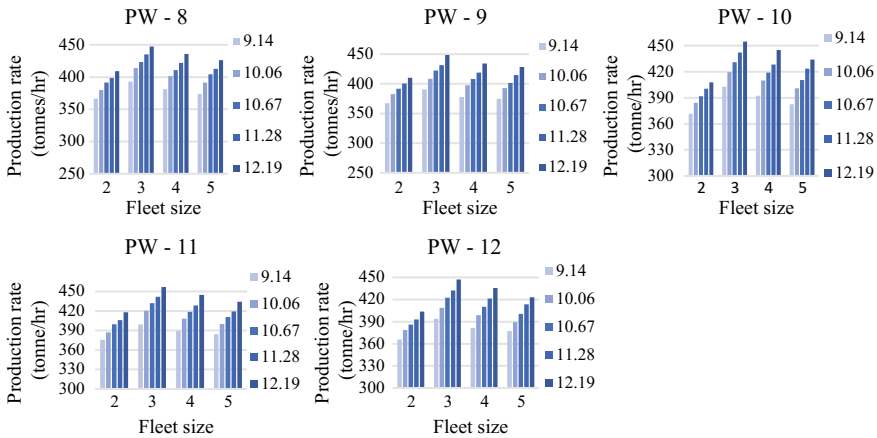 PW - 8
Production rate
(tonnes/hr)
450
400
350
300
250
2 3 4 5
Fleet size
9.14
10.06
10.67
11.28
12.19
PW - 9
Production rate
(tonnes/hr)
450
400
350
300
250
2 3 4 5
Fleet size
9.14
10.06
10.67
11.28
12.19
PW - 10
Production rate
(tonne/hr)
450
420
390
360
330
300
2 3 4 5
Fleet size
9.14
10.06
10.67
11.28
12.19
PW - 11
Production rate
(tonne/hr)
450
420
390
360
330
300
2 3 4 5
Fleet size
9.14
10.06
10.67
11.28
12.19
PW - 12
Production rate
(tonne/hr)
450
420
390
360
330
300
2 3 4 5
Fleet size
9.14
10.06
10.67
11.28
12.19